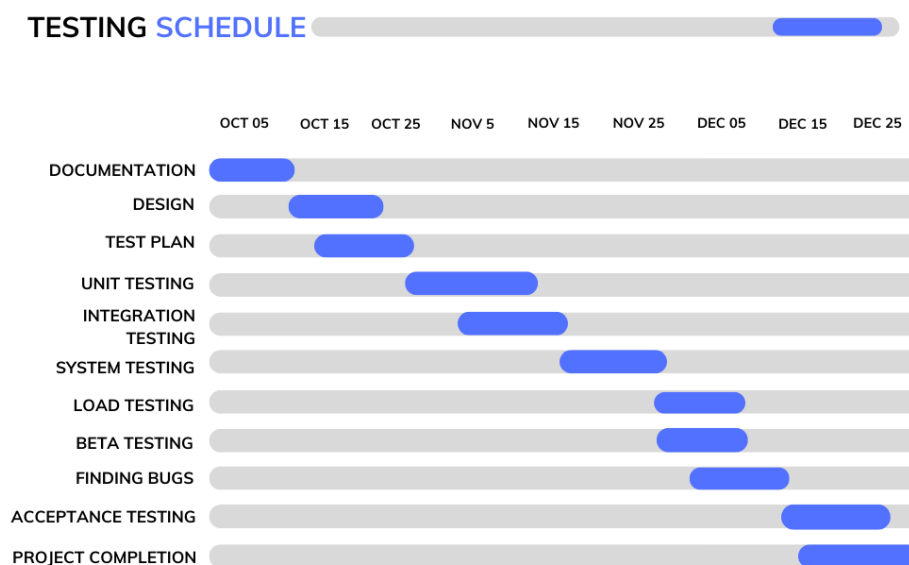 TESTING SCHEDULE
OCT 05 OCT 15 OCT 25 NOV 5 NOV 15 NOV 25 DEC 05 DEC 15 DEC 25
DOCUMENTATION
DESIGN
TEST PLAN
UNIT TESTING
INTEGRATION
TESTING
SYSTEM TESTING
LOAD TESTING
BETA TESTING
FINDING BUGS
ACCEPTANCE TESTING
PROJECT COMPLETION